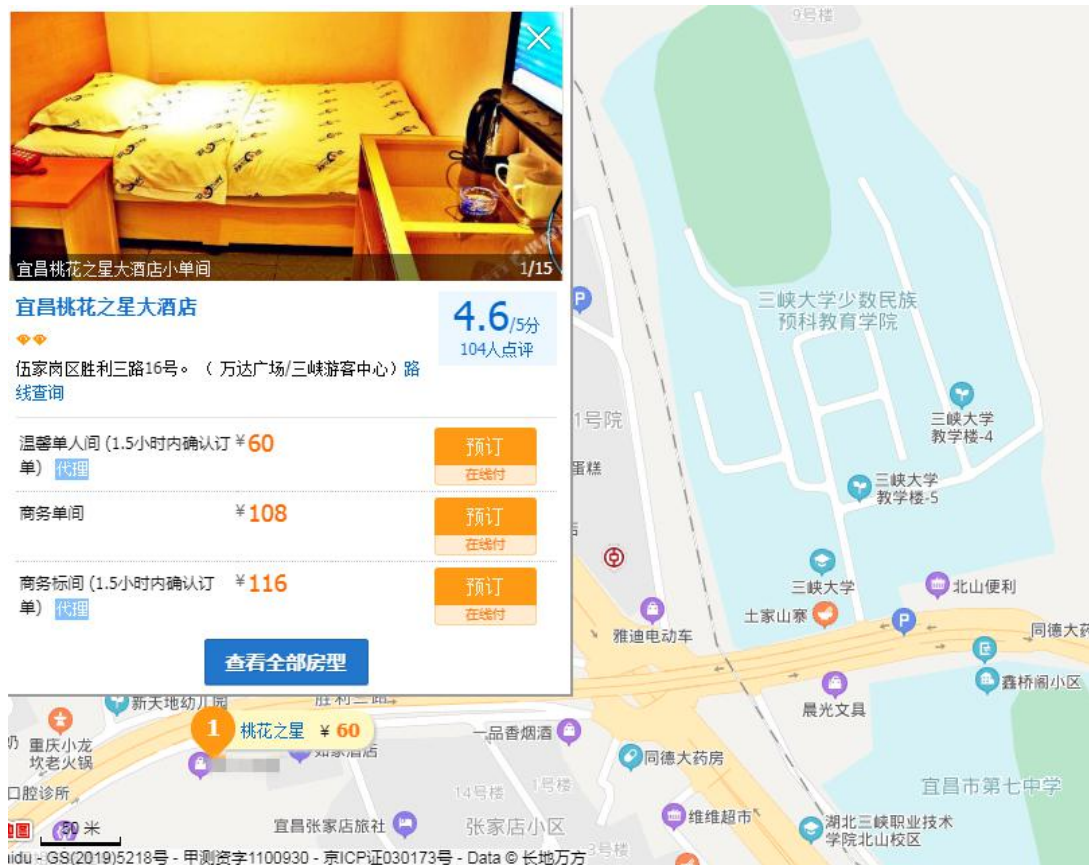 9号楼
宜昌桃花之星大酒店小单间
1/15
宜昌桃花之星大酒店
4.6/5分
104人点评
伍家岗区胜利三路16号。（ 万达广场/三峡游客中心）路
线查询
温馨单人间 (1.5小时内确认订
单) 代理
¥60
预订
在线付
商务单间
¥108
预订
在线付
商务标间 (1.5小时内确认订
单) 代理
¥116
预订
在线付
查看全部房型
P
三峡大学少数民族
预科教育学院
1号院
蛋糕
三峡大学
教学楼-4
三峡大学
教学楼-5
三峡大学
北山便利
土家山寨
P
雅迪电动车
同德大药
鑫桥阁小区
晨光文具
新天地幼儿园
胜利三路
1
桃花之星 ¥ 60
一品香烟酒
如家酒店
重庆小龙
坎老火锅
同德大药房
口腔诊所
14号楼
1号楼
宜昌市第七中学
50 米
宜昌张家店旅社
张家店小区
维维超市
湖北三峡职业技术
学院北山校区
3号楼
idu - GS(2019)5218号 - 甲测资字1100930 - 京ICP证030173号 - Data © 长地万方